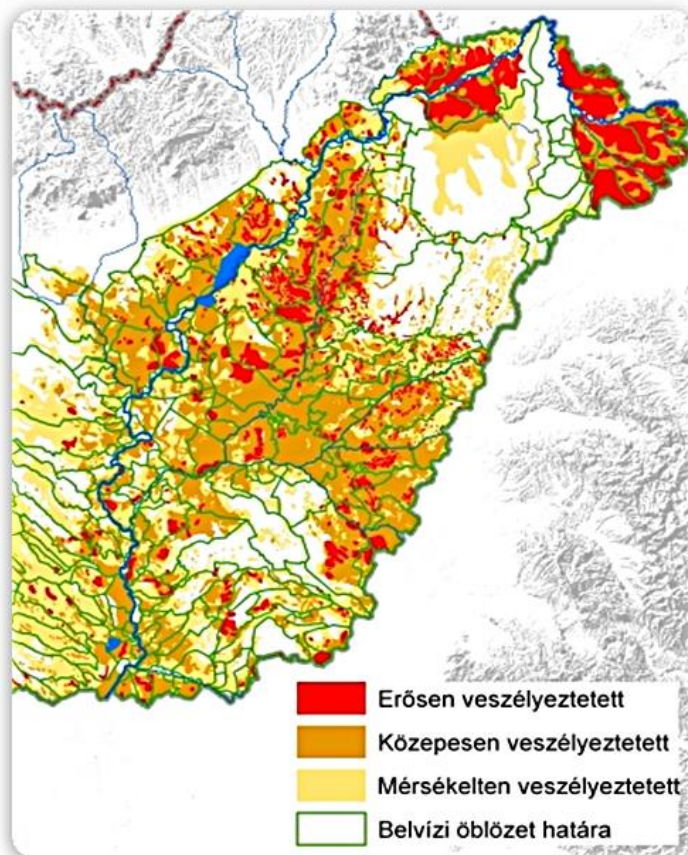 Erősen veszélyeztetett
Közepesen veszélyeztetett
Mérsékelten veszélyeztetett
Belvízi öblözet határa